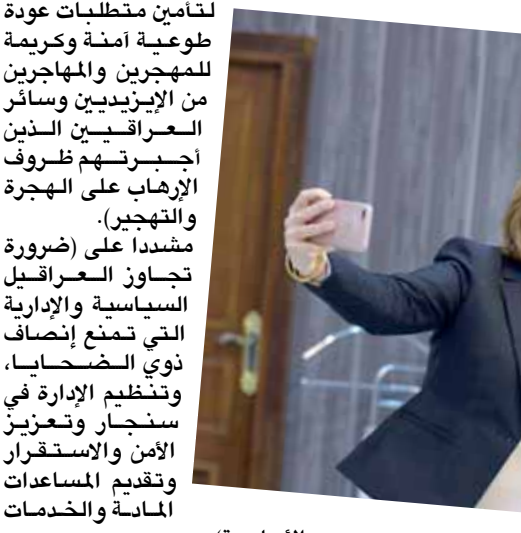 لتأمين متطلبات عودة
طوعية آمنة وكريمة
للمهجرين والمهاجرين
من الإيزيديين وسائر
العراقيين الذين
أجبرتهم ظروف
الإرهاب على الهجرة
والتهجير).
مشددا على (ضرورة
تجاوز العراقيل
السياسية والإدارية
التي تمنع إنصاف
ذوي الضحايا،
وتنظيم الإدارة في
سنجار وتعزيز
الأمن والاستقرار
وتقديم المساعدات
المادية والخدمات